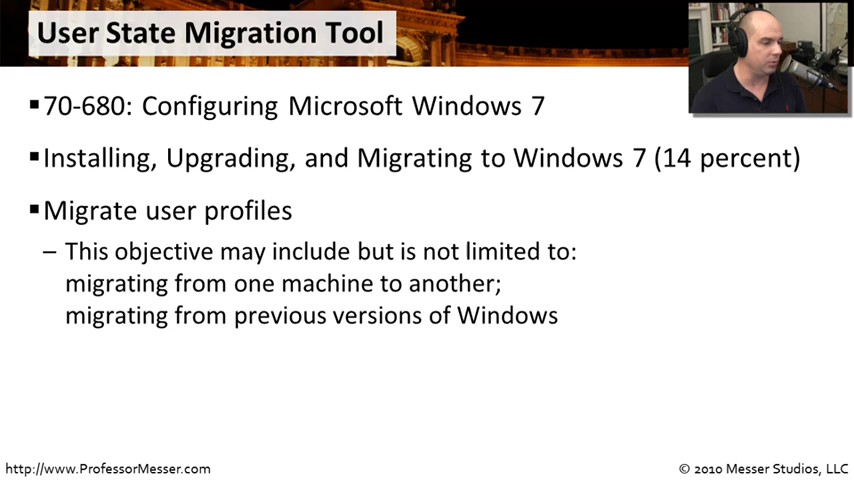 User State Migration Tool
▪70-680: Configuring Microsoft Windows 7
▪Installing, Upgrading, and Migrating to Windows 7 (14 percent)
▪Migrate user profiles
– This objective may include but is not limited to:
migrating from one machine to another;
migrating from previous versions of Windows
http://www.ProfessorMesser.com
© 2010 Messer Studios, LLC